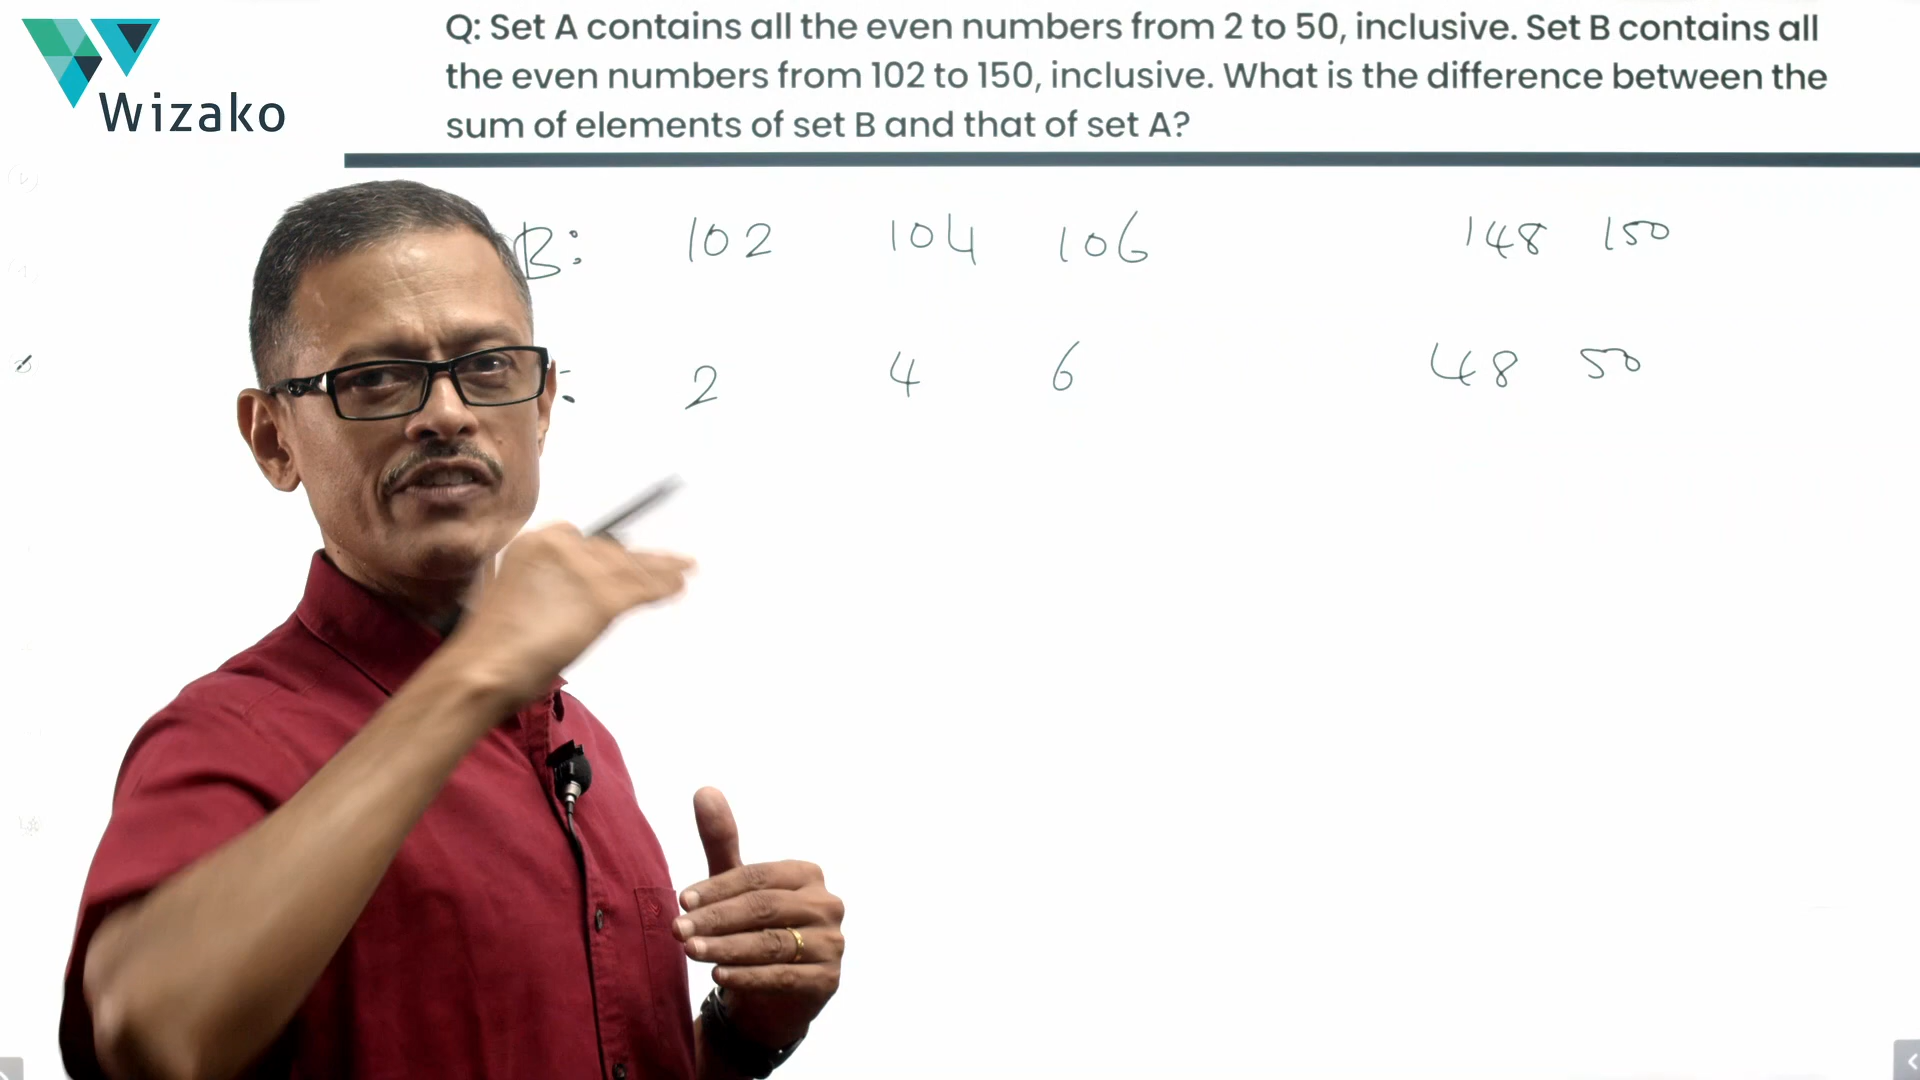 Wizako
Q: Set A contains all the even numbers from 2 to 50, inclusive. Set B contains all
the even numbers from 102 to 150, inclusive. What is the difference between the
sum of elements of set B and that of set A?
B: 102 104 106 148 150
: 2 4 6 48 50